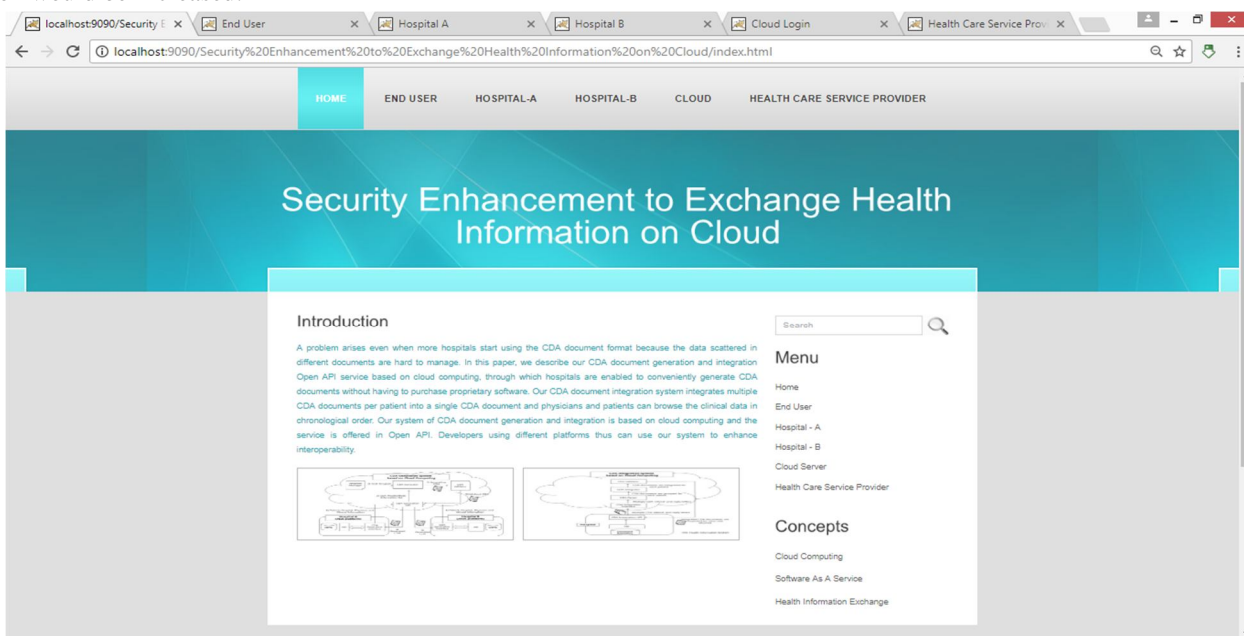 localhost:9090/Security E
End User
Hospital A
Hospital B
Cloud Login
Health Care Service Prov
localhost:9090/Security%20Enhancement%20to%20Exchange%20Health%20Information%20on%20Cloud/index.html
HOME
END USER
HOSPITAL-A
HOSPITAL-B
CLOUD
HEALTH CARE SERVICE PROVIDER
Security Enhancement to Exchange Health
Information on Cloud
Introduction
A problem arises even when more hospitals start using the CDA document format because the data scattered in
different documents are hard to manage. In this paper, we describe our CDA document generation and integration
Open API service based on cloud computing, through which hospitals are enabled to conveniently generate CDA
documents without having to purchase proprietary software. Our CDA document integration system integrates multiple
CDA documents per patient into a single CDA document and physicians and patients can browse the clinical data in
chronological order. Our system of CDA document generation and integration is based on cloud computing and the
service is offered in Open API. Developers using different platforms thus can use our system to enhance
interoperability.
Search
Menu
Home
End User
Hospital - A
Hospital - B
Cloud Server
Health Care Service Provider
Concepts
Cloud Computing
Software As A Service
Health Information Exchange